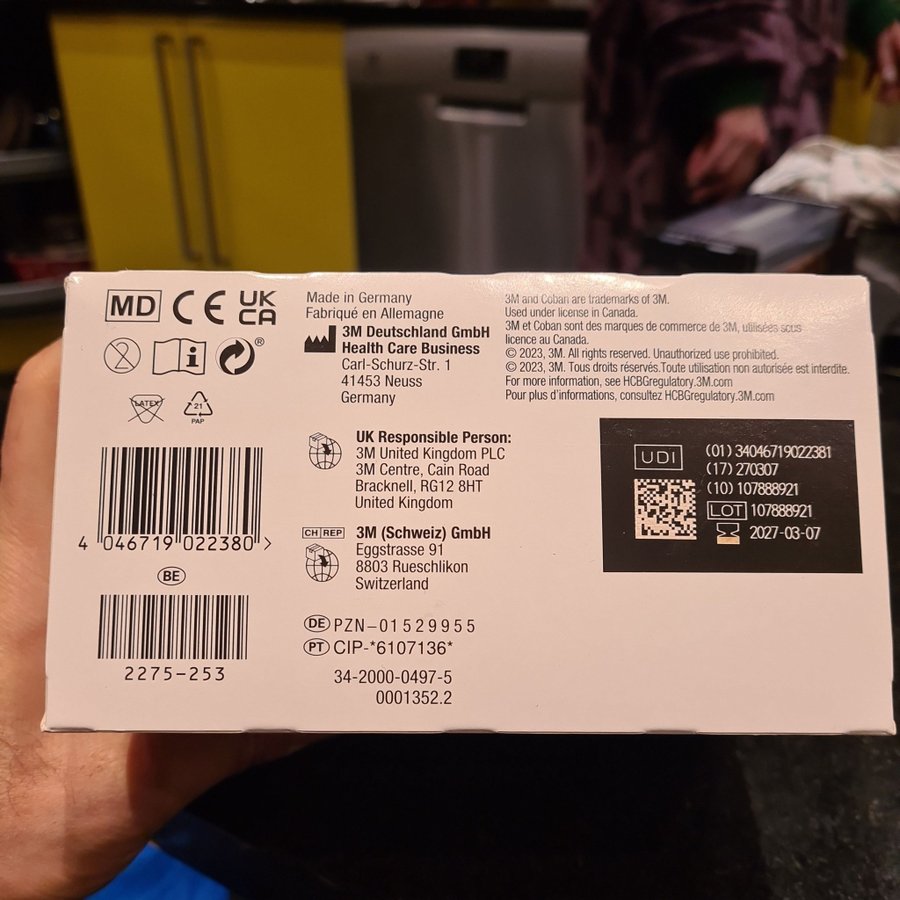 MD CE UK CA
2
i
®
LATEX
21
PAP
4 046719 022380 >
BE
2275-253
Made in Germany
Fabriqué en Allemagne
3M Deutschland GmbH
Health Care Business
Carl-Schurz-Str. 1
41453 Neuss
Germany
UK Responsible Person:
3M United Kingdom PLC
3M Centre, Cain Road
Bracknell, RG12 8HT
United Kingdom
CH REP 3M (Schweiz) GmbH
Eggstrasse 91
8803 Rueschlikon
Switzerland
DE PZN-01529955
PT CIP-*6107136*
34-2000-0497-5
0001352.2
3M and Coban are trademarks of 3M.
Used under license in Canada.
3M et Coban sont des marques de commerce de 3M, utilisées sous
licence au Canada.
© 2023, 3M. All rights reserved. Unauthorized use prohibited.
© 2023, 3M. Tous droits réservés.Toute utilisation non autorisée est interdite.
For more information, see HCBGregulatory.3M.com
Pour plus d'informations, consultez HCBGregulatory.3M.com
UDI
(01) 34046719022381
(17) 270307
(10) 107888921
LOT 107888921
2027-03-07